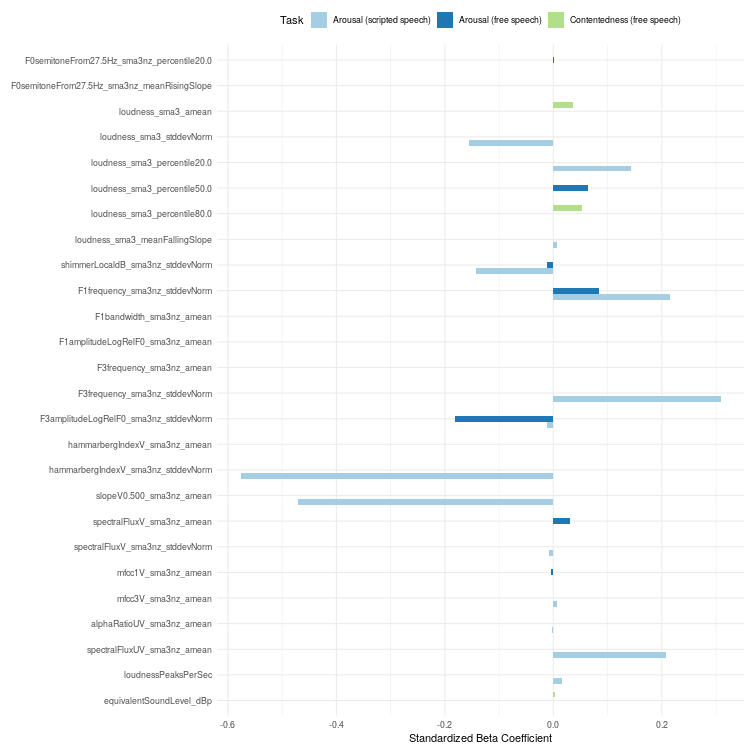 Task Arousal (scripted speech) Arousal (free speech) Contentedness (free speech)
F0semitoneFrom27.5Hz_sma3nz_percentile20.0
F0semitoneFrom27.5Hz_sma3nz_meanRisingSlope
loudness_sma3_amean
loudness_sma3_stddevNorm
loudness_sma3_percentile20.0
loudness_sma3_percentile50.0
loudness_sma3_percentile80.0
loudness_sma3_meanFallingSlope
shimmerLocaldB_sma3nz_stddevNorm
F1frequency_sma3nz_stddevNorm
F1bandwidth_sma3nz_amean
F1amplitudeLogRelF0_sma3nz_amean
F3frequency_sma3nz_amean
F3frequency_sma3nz_stddevNorm
F3amplitudeLogRelF0_sma3nz_stddevNorm
hammarbergIndexV_sma3nz_amean
hammarbergIndexV_sma3nz_stddevNorm
slopeV0.500_sma3nz_amean
spectralFluxV_sma3nz_amean
spectralFluxV_sma3nz_stddevNorm
mfcc1V_sma3nz_amean
mfcc3V_sma3nz_amean
alphaRatioUV_sma3nz_amean
spectralFluxUV_sma3nz_amean
loudnessPeaksPerSec
equivalentSoundLevel_dBp
-0.6 -0.4 -0.2 0.0 0.2
Standardized Beta Coefficient